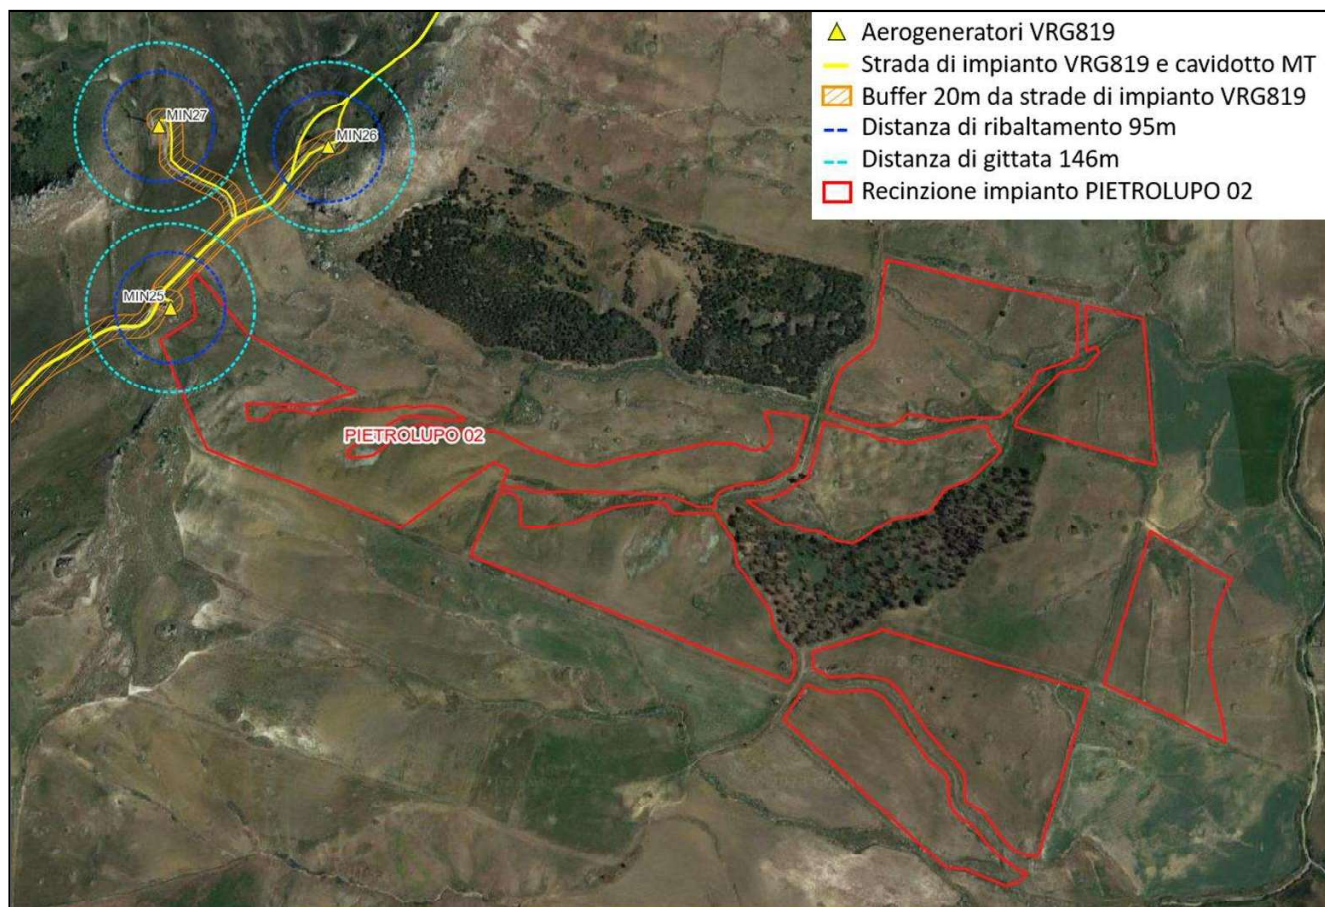 Aerogeneratori VRG819
Strada di impianto VRG819 e cavidotto MT
Buffer 20m da strade di impianto VRG819
Distanza di ribaltamento 95m
Distanza di gittata 146m
Recinzione impianto PIETROLUPO 02
MIN27
MIN26
MIN25
PIETROLUPO 02